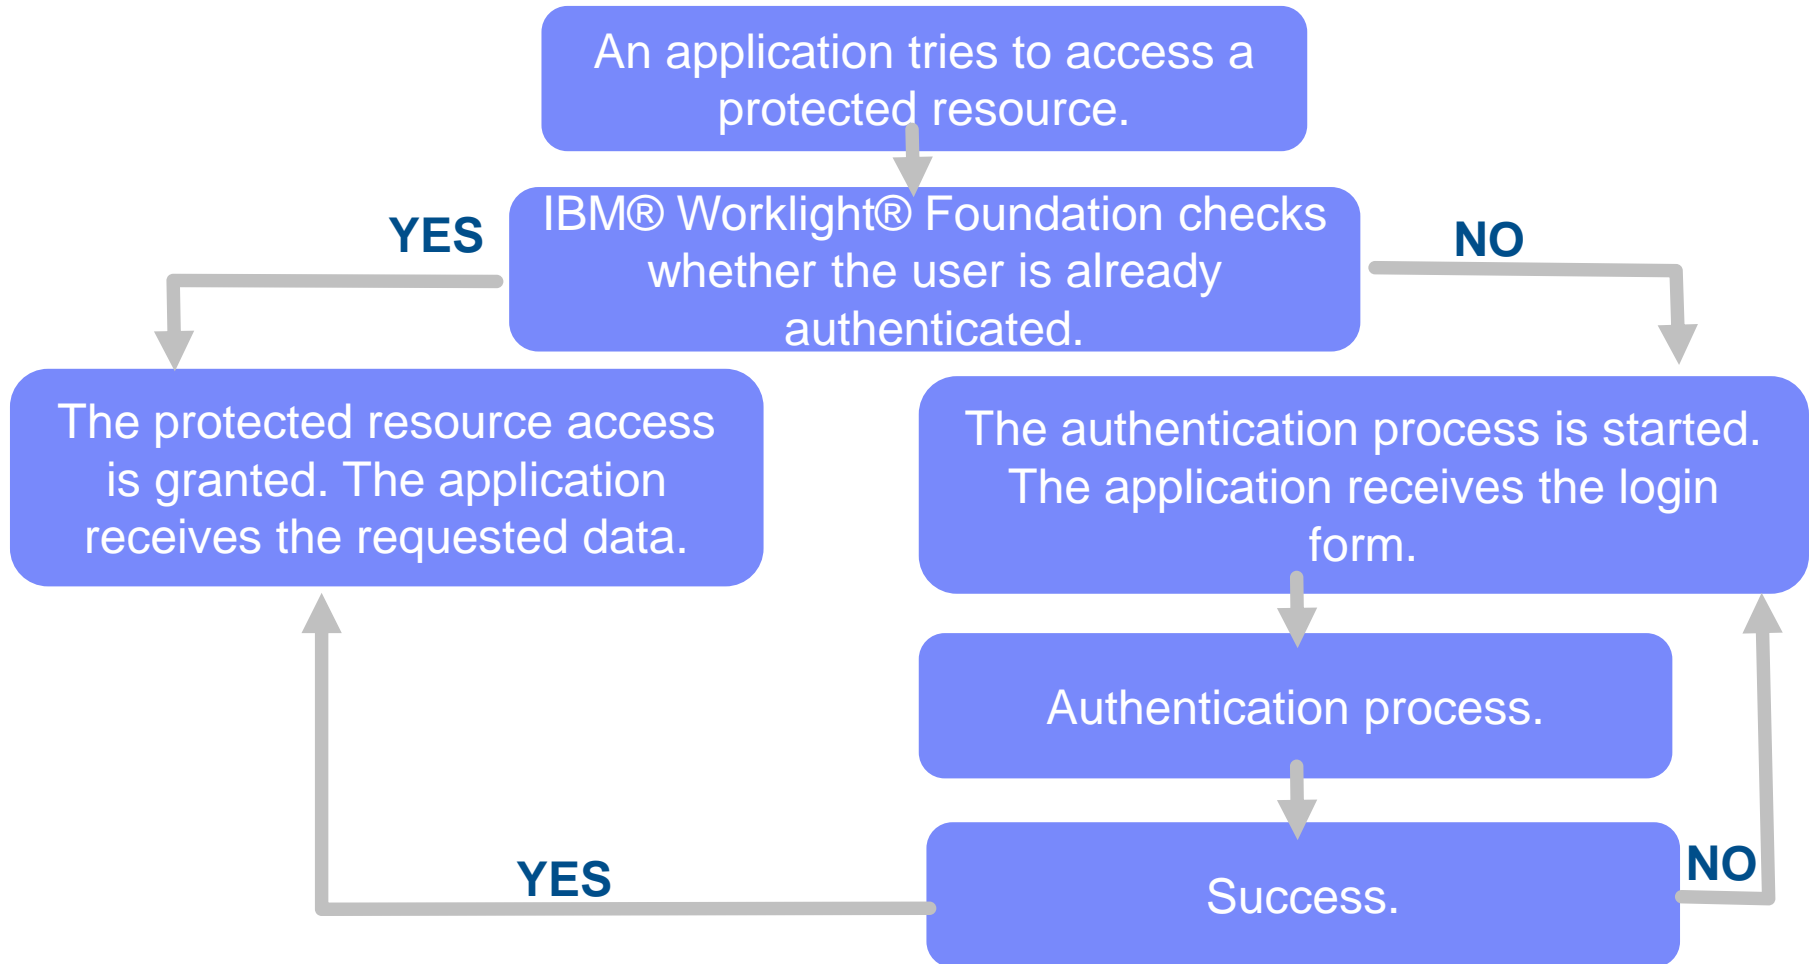 An application tries to access a
protected resource.
YES
IBM® Worklight® Foundation checks
whether the user is already
authenticated.
NO
The protected resource access
is granted. The application
receives the requested data.
The authentication process is started.
The application receives the login
form.
Authentication process.
YES
Success.
NO